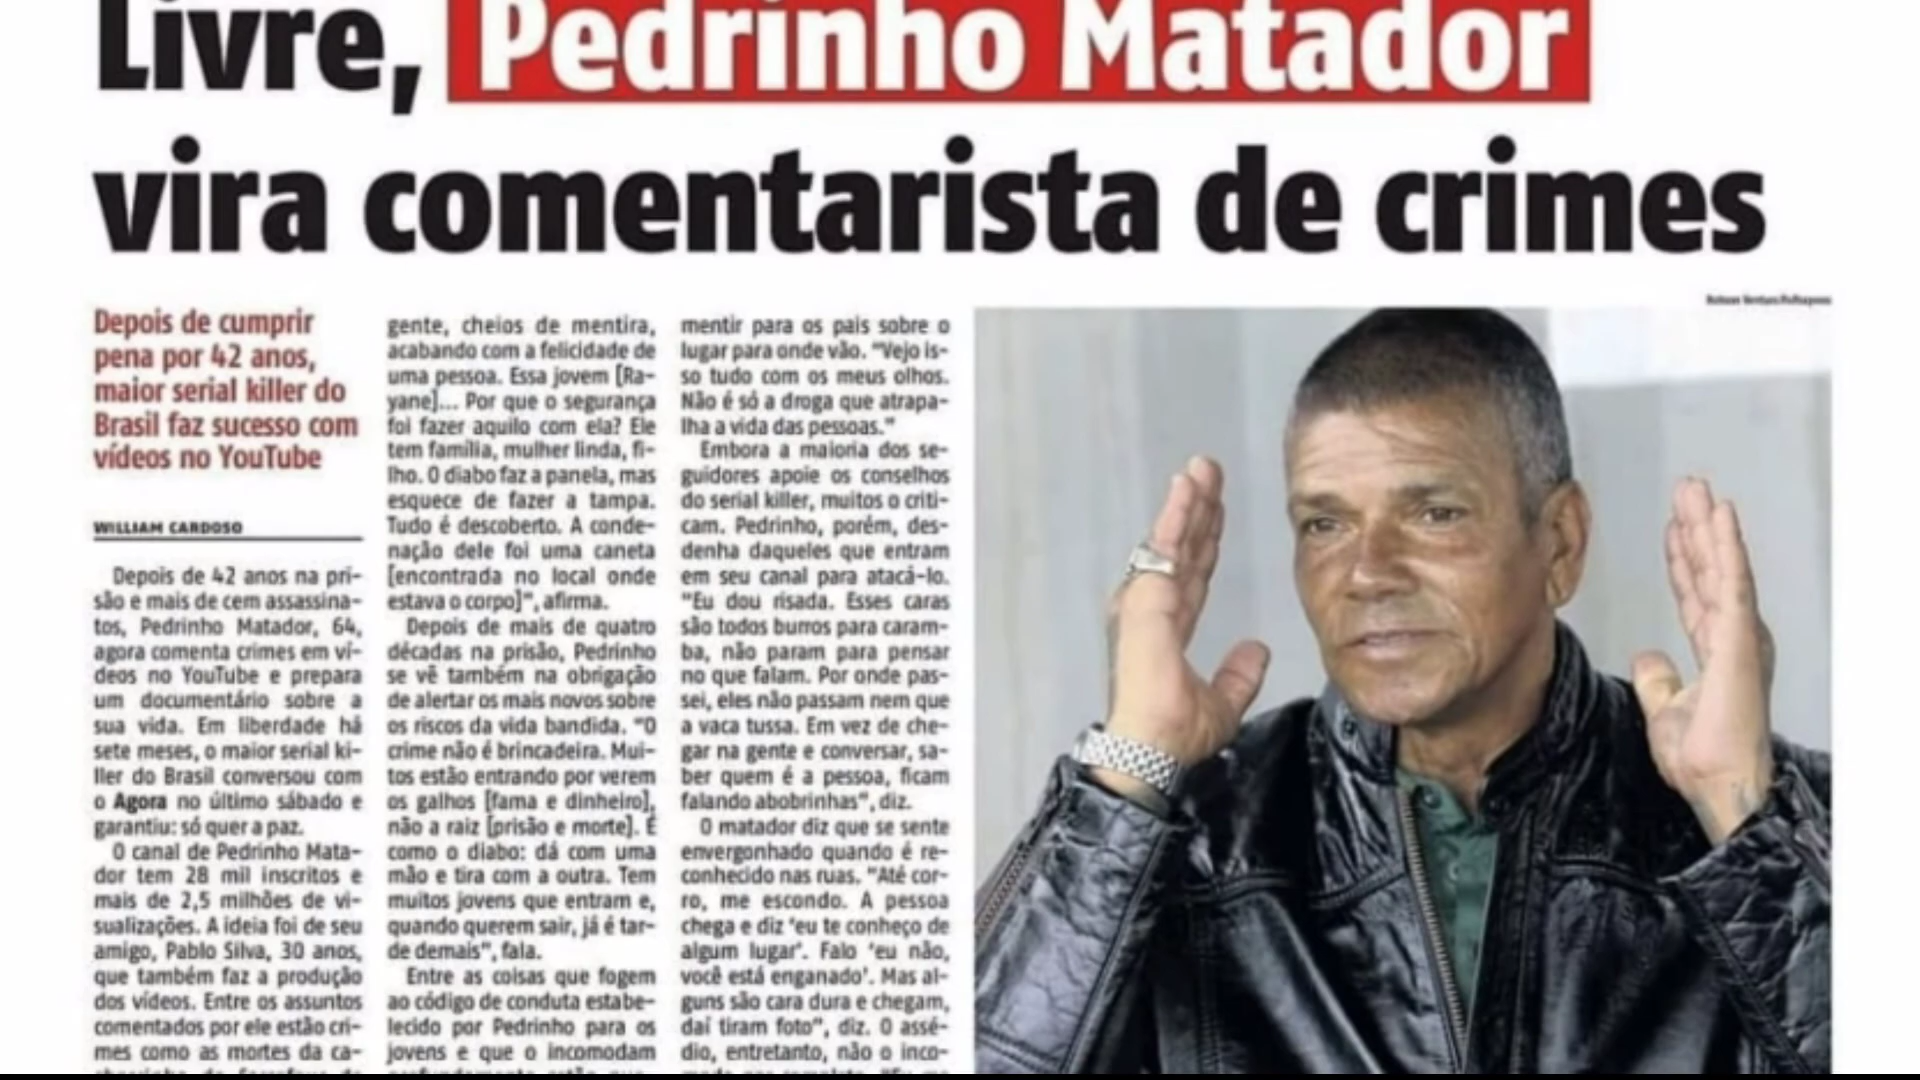 Livre, Pedrinho Matador
vira comentarista de crimes
Depois de cumprir
pena por 42 anos,
maior serial killer do
Brasil faz sucesso com
vídeos no YouTube
WILLIAM CARDOSO
Depois de 42 anos na pri-
são e mais de cem assassina-
tos, Pedrinho Matador, 64,
agora comenta crimes em ví-
deos no YouTube e prepara
um documentário sobre a
sua vida. Em liberdade há
sete meses, o maior serial ki-
ller do Brasil conversou com
o Agora no último sábado e
garantiu: só quer a paz.
O canal de Pedrinho Mata-
dor tem 28 mil inscritos e
mais de 2,5 milhões de vi-
sualizações. A ideia foi de seu
amigo, Pablo Silva, 30 anos,
que também faz a produção
dos vídeos. Entre os assuntos
comentados por ele estão cri-
mes como as mortes da ca-
gente, cheios de mentira,
acabando com a felicidade de
uma pessoa. Essa jovem [Ra-
yane]... Por que o segurança
foi fazer aquilo com ela? Ele
tem família, mulher linda, fi-
lho. O diabo faz a panela, mas
esquece de fazer a tampa.
Tudo é descoberto. A conde-
nação dele foi uma caneta
[encontrada no local onde
estava o corpo]", afirma.
Depois de mais de quatro
décadas na prisão, Pedrinho
se vê também na obrigação
de alertar os mais novos sobre
os riscos da vida bandida. "O
crime não é brincadeira. Mui-
tos estão entrando por verem
os galhos [fama e dinheiro],
não a raiz [prisão e morte]. É
como o diabo: dá com uma
mão e tira com a outra. Tem
muitos jovens que entram e,
quando querem sair, já é tar-
de demais", fala.
Entre as coisas que fogem
ao código de conduta estabe-
lecido por Pedrinho para os
jovens e que o incomodam
mentir para os pais sobre o
lugar para onde vão. "Vejo is-
so tudo com os meus olhos.
Não é só a droga que atrapa-
lha a vida das pessoas."
Embora a maioria dos se-
guidores apoie os conselhos
do serial killer, muitos o criti-
cam. Pedrinho, porém, des-
denha daqueles que entram
em seu canal para atacá-lo.
"Eu dou risada. Esses caras
são todos burros para caram-
ba, não param para pensar
no que falam. Por onde pas-
sei, eles não passam nem que
a vaca tussa. Em vez de che-
gar na gente e conversar, sa-
ber quem é a pessoa, ficam
falando abobrinhas", diz.
O matador diz que se sente
envergonhado quando é re-
conhecido nas ruas. "Até cor-
ro, me escondo. A pessoa
chega e diz 'eu te conheço de
algum lugar'. Falo 'eu não,
você está enganado'. Mas al-
guns são cara dura e chegam,
daí tiram foto", diz. O assé-
dio, entretanto, não o inco-